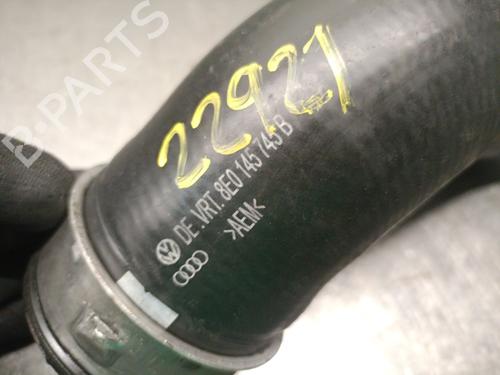 B-PARTS
22921
DE.VRT. 8E0 145 745 B
>AEM<